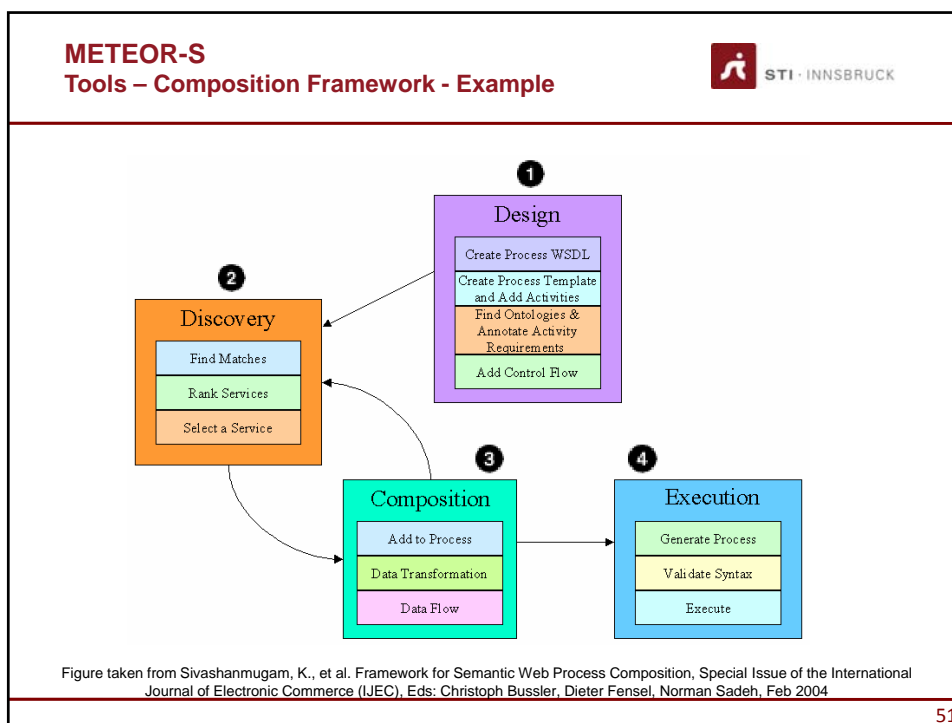 METEOR-S
Tools – Composition Framework - Example
STI · INNSBRUCK
1
Design
Create Process WSDL
Create Process Template
and Add Activities
Find Ontologies &
Annotate Activity
Requirements
Add Control Flow
2
Discovery
Find Matches
Rank Services
Select a Service
3
Composition
Add to Process
Data Transformation
Data Flow
4
Execution
Generate Process
Validate Syntax
Execute
Figure taken from Sivashanmugam, K., et al. Framework for Semantic Web Process Composition, Special Issue of the International
Journal of Electronic Commerce (IJEC), Eds: Christoph Bussler, Dieter Fensel, Norman Sadeh, Feb 2004
51